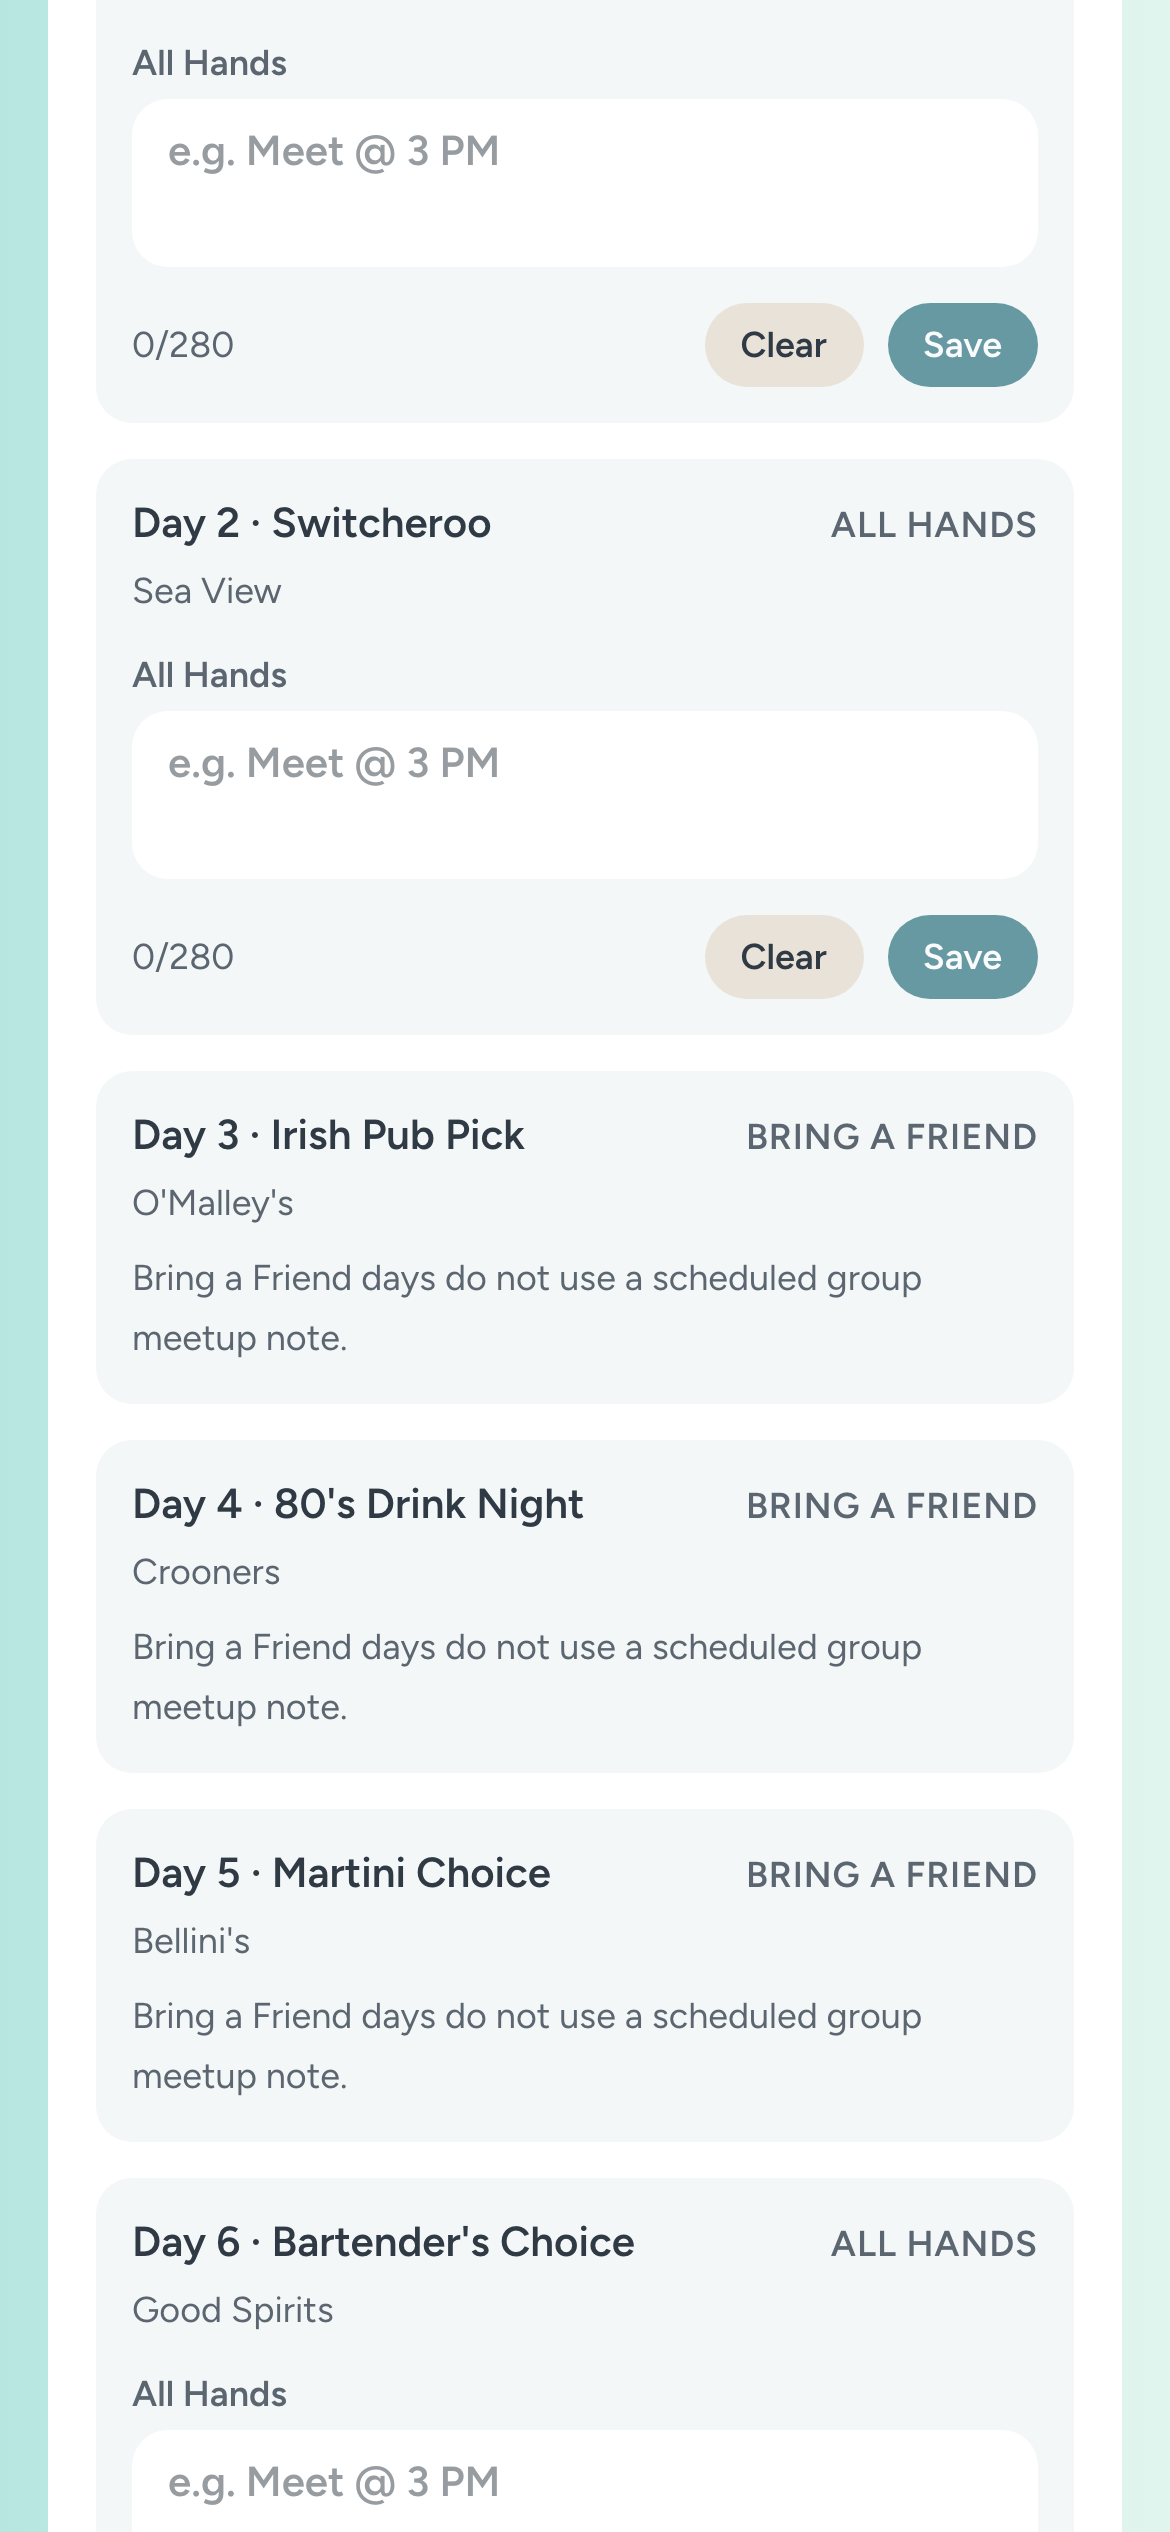 All Hands
e.g. Meet @ 3 PM
0/280
Clear
Save
Day 2 · Switcheroo
ALL HANDS
Sea View
All Hands
e.g. Meet @ 3 PM
0/280
Clear
Save
Day 3 · Irish Pub Pick
BRING A FRIEND
O'Malley's
Bring a Friend days do not use a scheduled group
meetup note.
Day 4 · 80's Drink Night
BRING A FRIEND
Crooners
Bring a Friend days do not use a scheduled group
meetup note.
Day 5 · Martini Choice
BRING A FRIEND
Bellini's
Bring a Friend days do not use a scheduled group
meetup note.
Day 6 · Bartender's Choice
ALL HANDS
Good Spirits
All Hands
e.g. Meet @ 3 PM